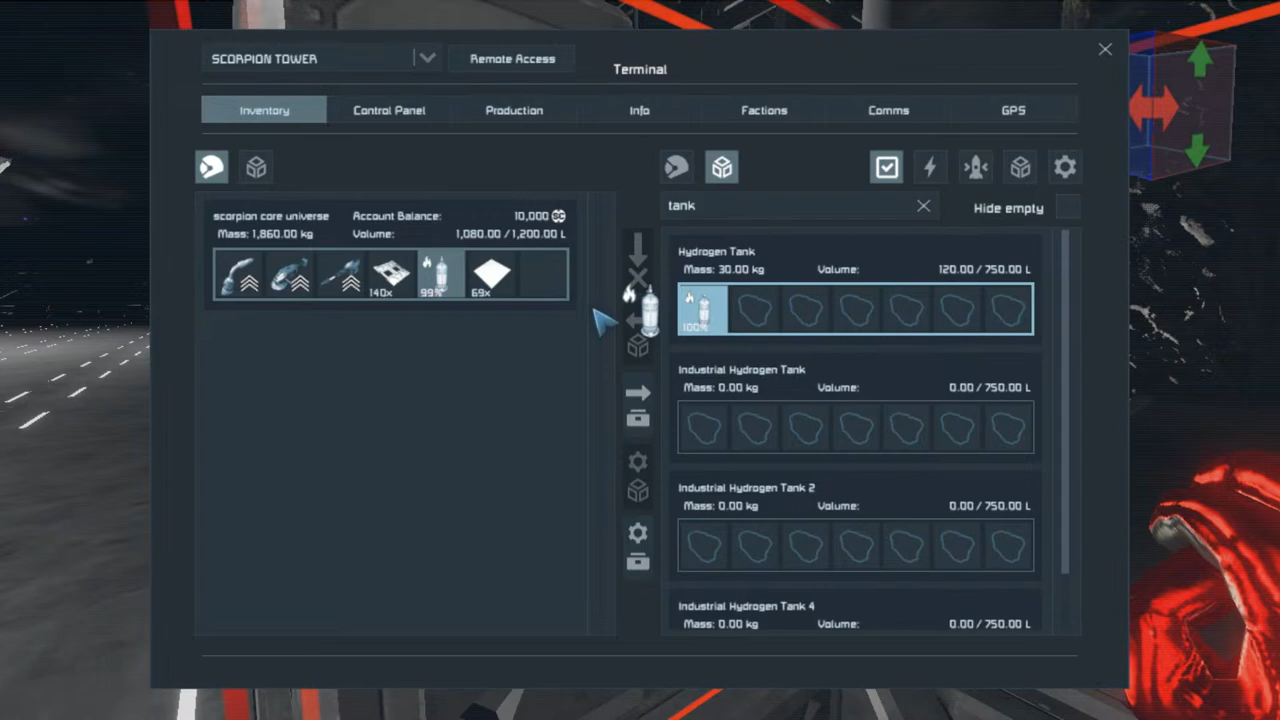 SCORPION TOWER
Remote Access
Terminal
Inventory
Control Panel
Production
Info
Factions
Comms
GPS
tank
Hide empty
scorpion core universe Account Balance: 10,000 SC
Mass: 1,860.00 kg Volume: 1,080.00 / 1,200.00 L
140x
99%
69x
Hydrogen Tank
Mass: 30.00 kg Volume: 120.00 / 750.00 L
100%
Industrial Hydrogen Tank
Mass: 0.00 kg Volume: 0.00 / 750.00 L
Industrial Hydrogen Tank 2
Mass: 0.00 kg Volume: 0.00 / 750.00 L
Industrial Hydrogen Tank 4
Mass: 0.00 kg Volume: 0.00 / 750.00 L